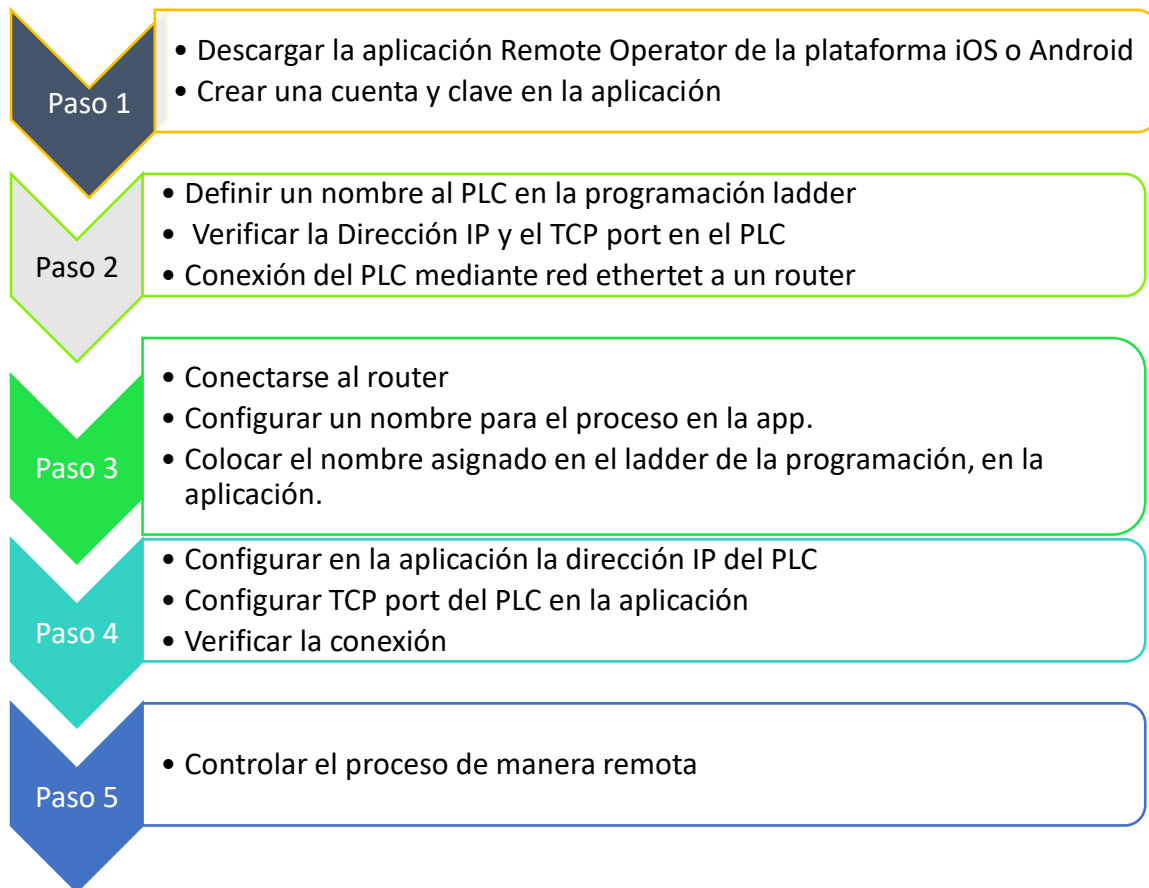 Paso 1
• Descargar la aplicación Remote Operator de la plataforma iOS o Android
• Crear una cuenta y clave en la aplicación
Paso 2
• Definir un nombre al PLC en la programación ladder
• Verificar la Dirección IP y el TCP port en el PLC
• Conexión del PLC mediante red ethertet a un router
Paso 3
• Conectarse al router
• Configurar un nombre para el proceso en la app.
• Colocar el nombre asignado en el ladder de la programación, en la
aplicación.
Paso 4
• Configurar en la aplicación la dirección IP del PLC
• Configurar TCP port del PLC en la aplicación
• Verificar la conexión
Paso 5
• Controlar el proceso de manera remota